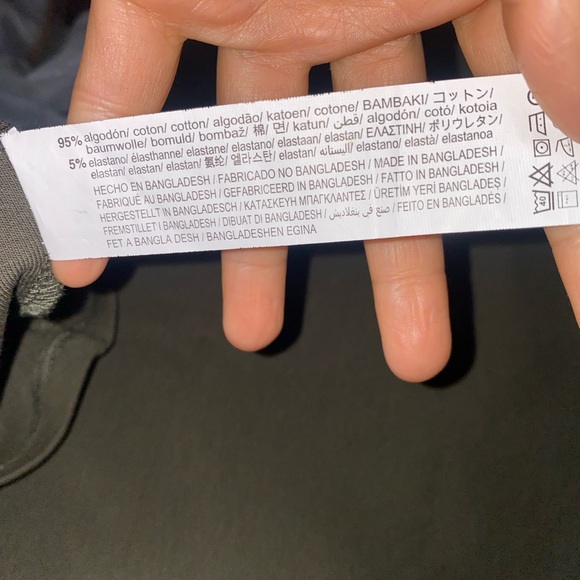 95% algodón/ coton/ cotton/ algodão/ katoen/ cotone/ ΒΑΜΒΑΚΙ/ コットン/
baumwolle/ bomuld/ bombaž/ 棉/ 면/ katun/ قطن/ algodón/ cotó/ kotoia
5% elastano/ élasthanne/ elastane/ elastano/ elastaan/ elastan/ ΕΛΑΣΤΙΝΗ/ ポリウレタン/
elastan/ elastan/ elastan/ 氨纶/ 엘라스탄/ elastan/ إليستانه/ elastano/ elastà/ elastanoa
HECHO EN BANGLADESH / FABRICADO NO BANGLADESH / MADE IN BANGLADESH /
FABRIQUÉ AU BANGLADESH / GEFABRICEERD IN BANGLADESH / FATTO IN BANGLADESH /
HERGESTELLT IN BANGLADESCH / ΚΑΤΑΣΚΕΥΗ ΜΠΑΓΚΛΑΝΤΕΣ / ÜRETİM YERİ BANGLADEŞ /
FREMSTILLET I BANGLADESH / DIBUAT DI BANGLADESH / صنع في بنغلاديش / FEITO EN BANGLADÉS /
FET A BANGLA DESH / BANGLADESHEN EGINA